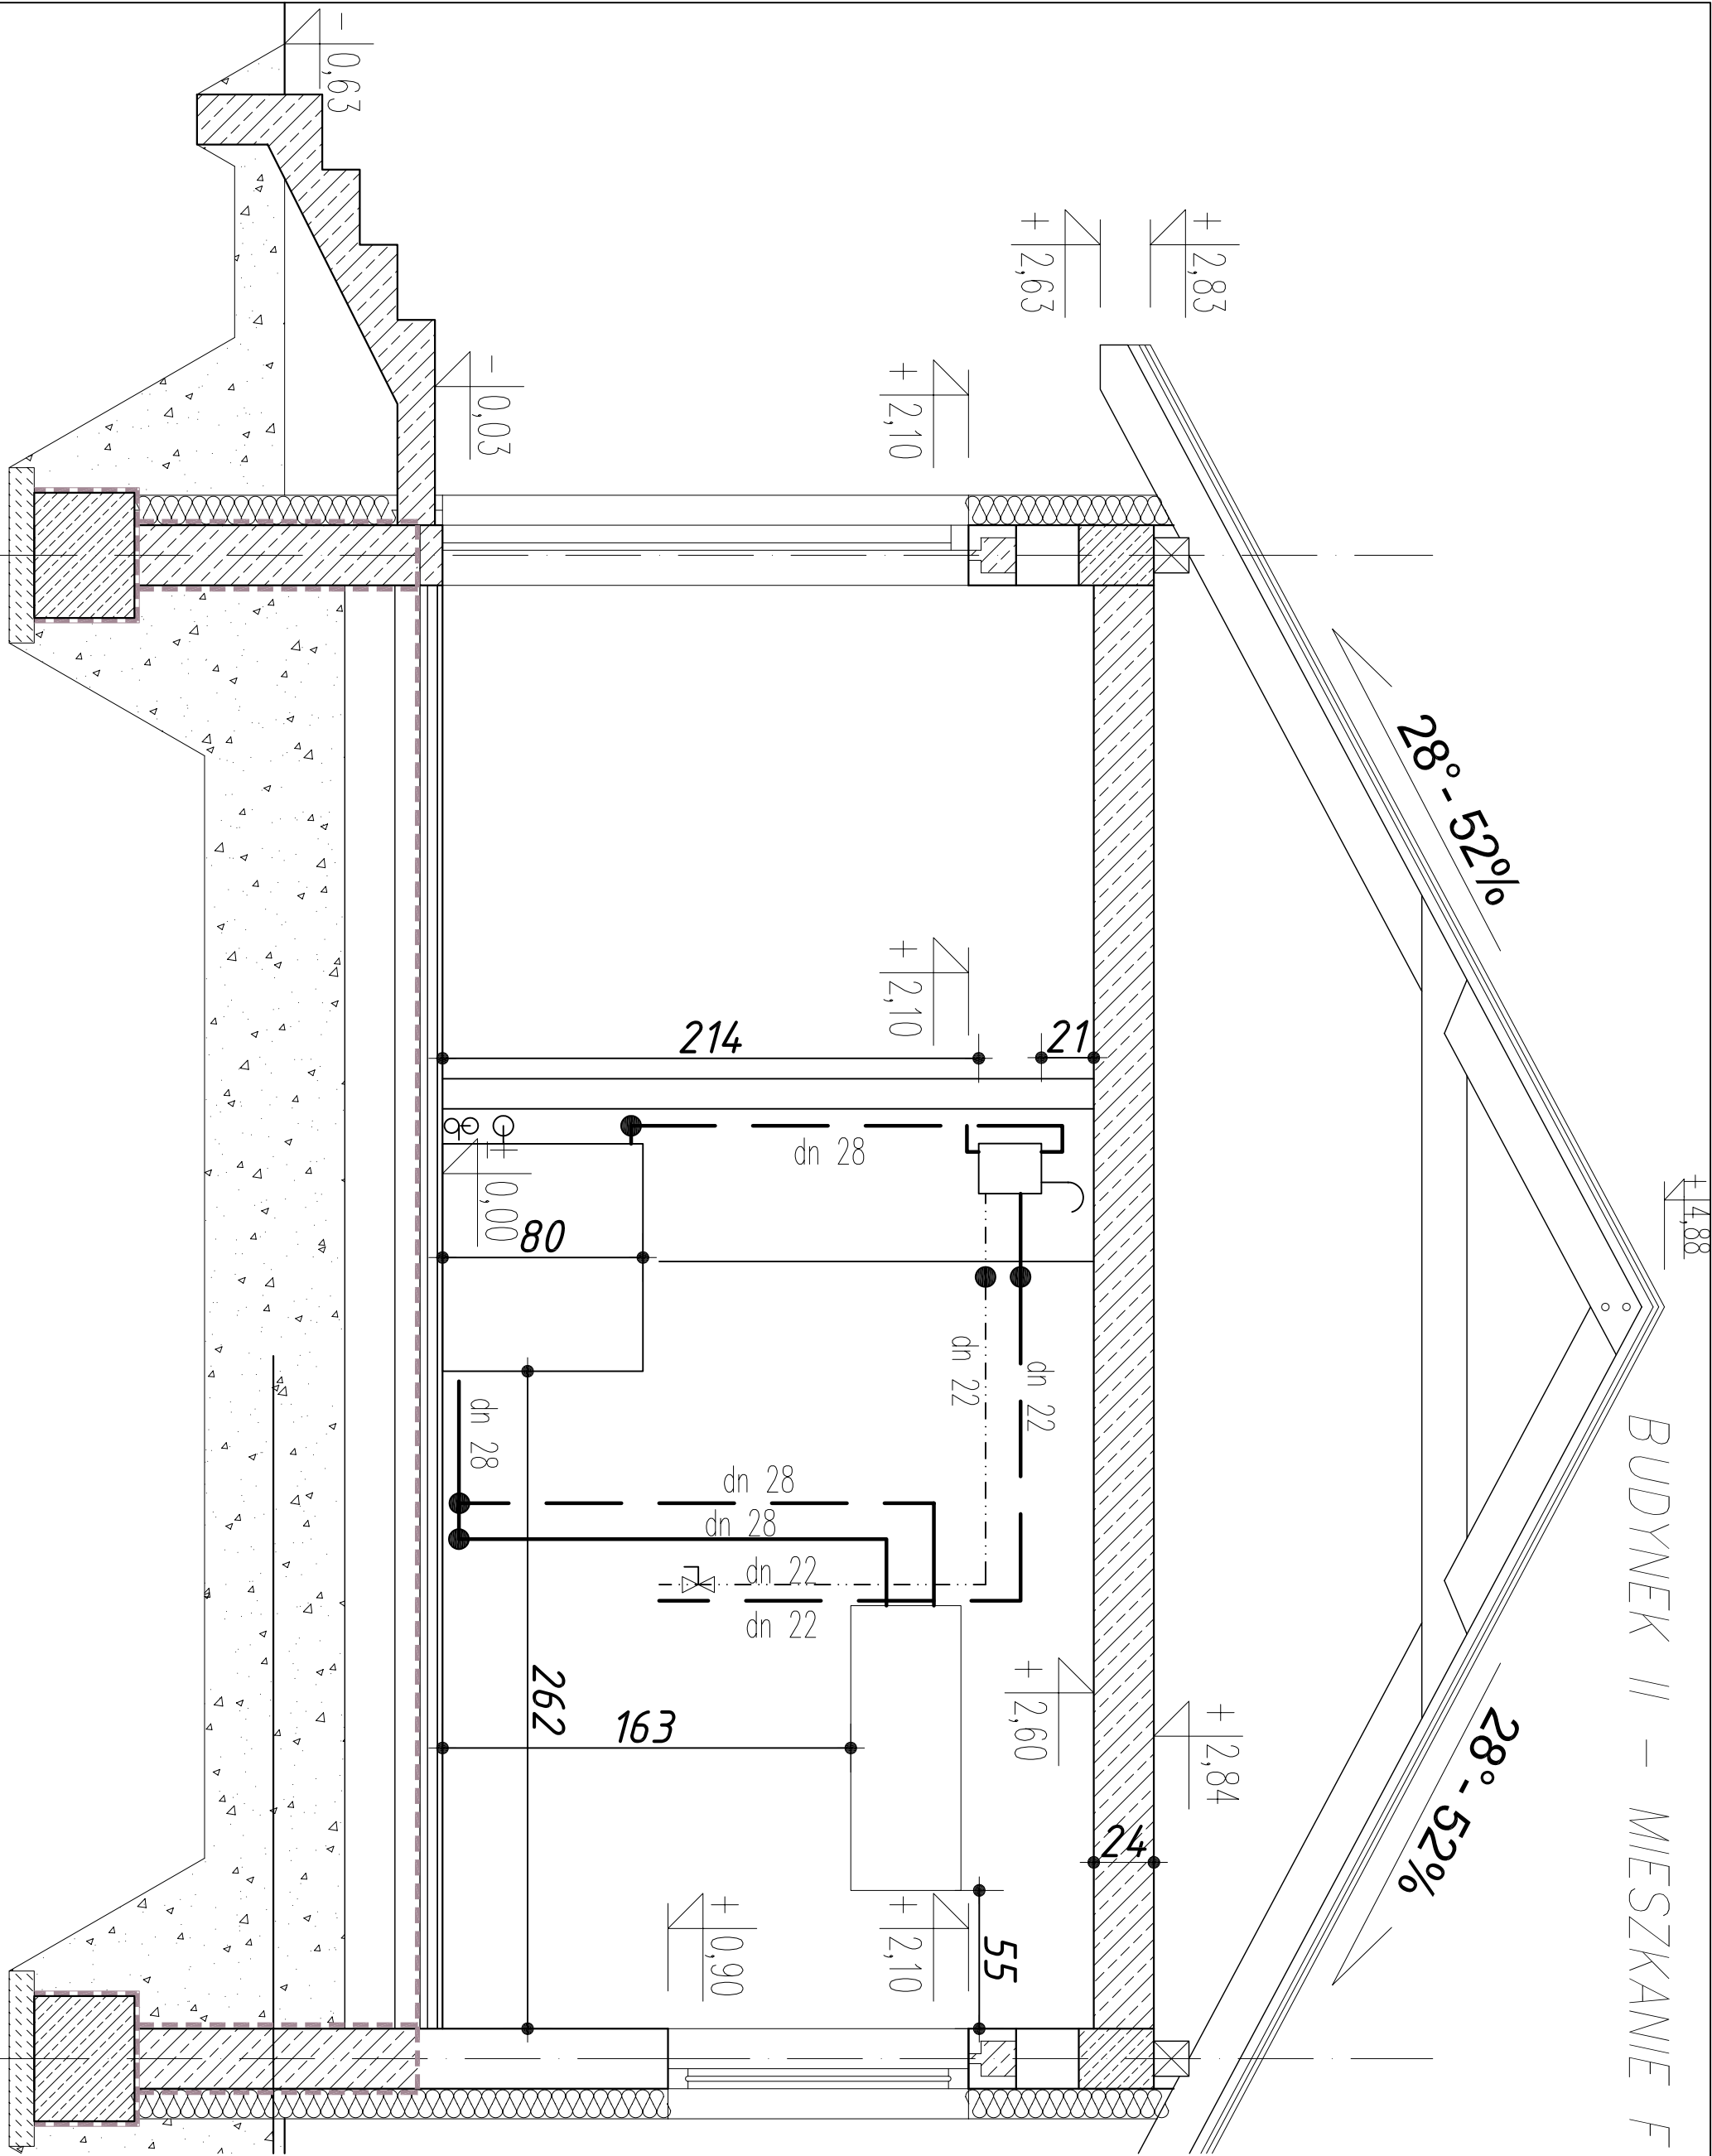 BUDYNEK II - MIESZKANIE F
+ 4,88
28° - 52%
28° - 52%
+ 2,83
+ 2,63
+ 2,84
+ 2,60
24
+ 2,10
+ 2,10
+ 2,10
21
214
55
dn 28
dn 22
dn 22
dn 28
dn 28
dn 22
dn 22
163
+ 0,90
80
262
dn 28
± 0,00
- 0,03
- 0,63